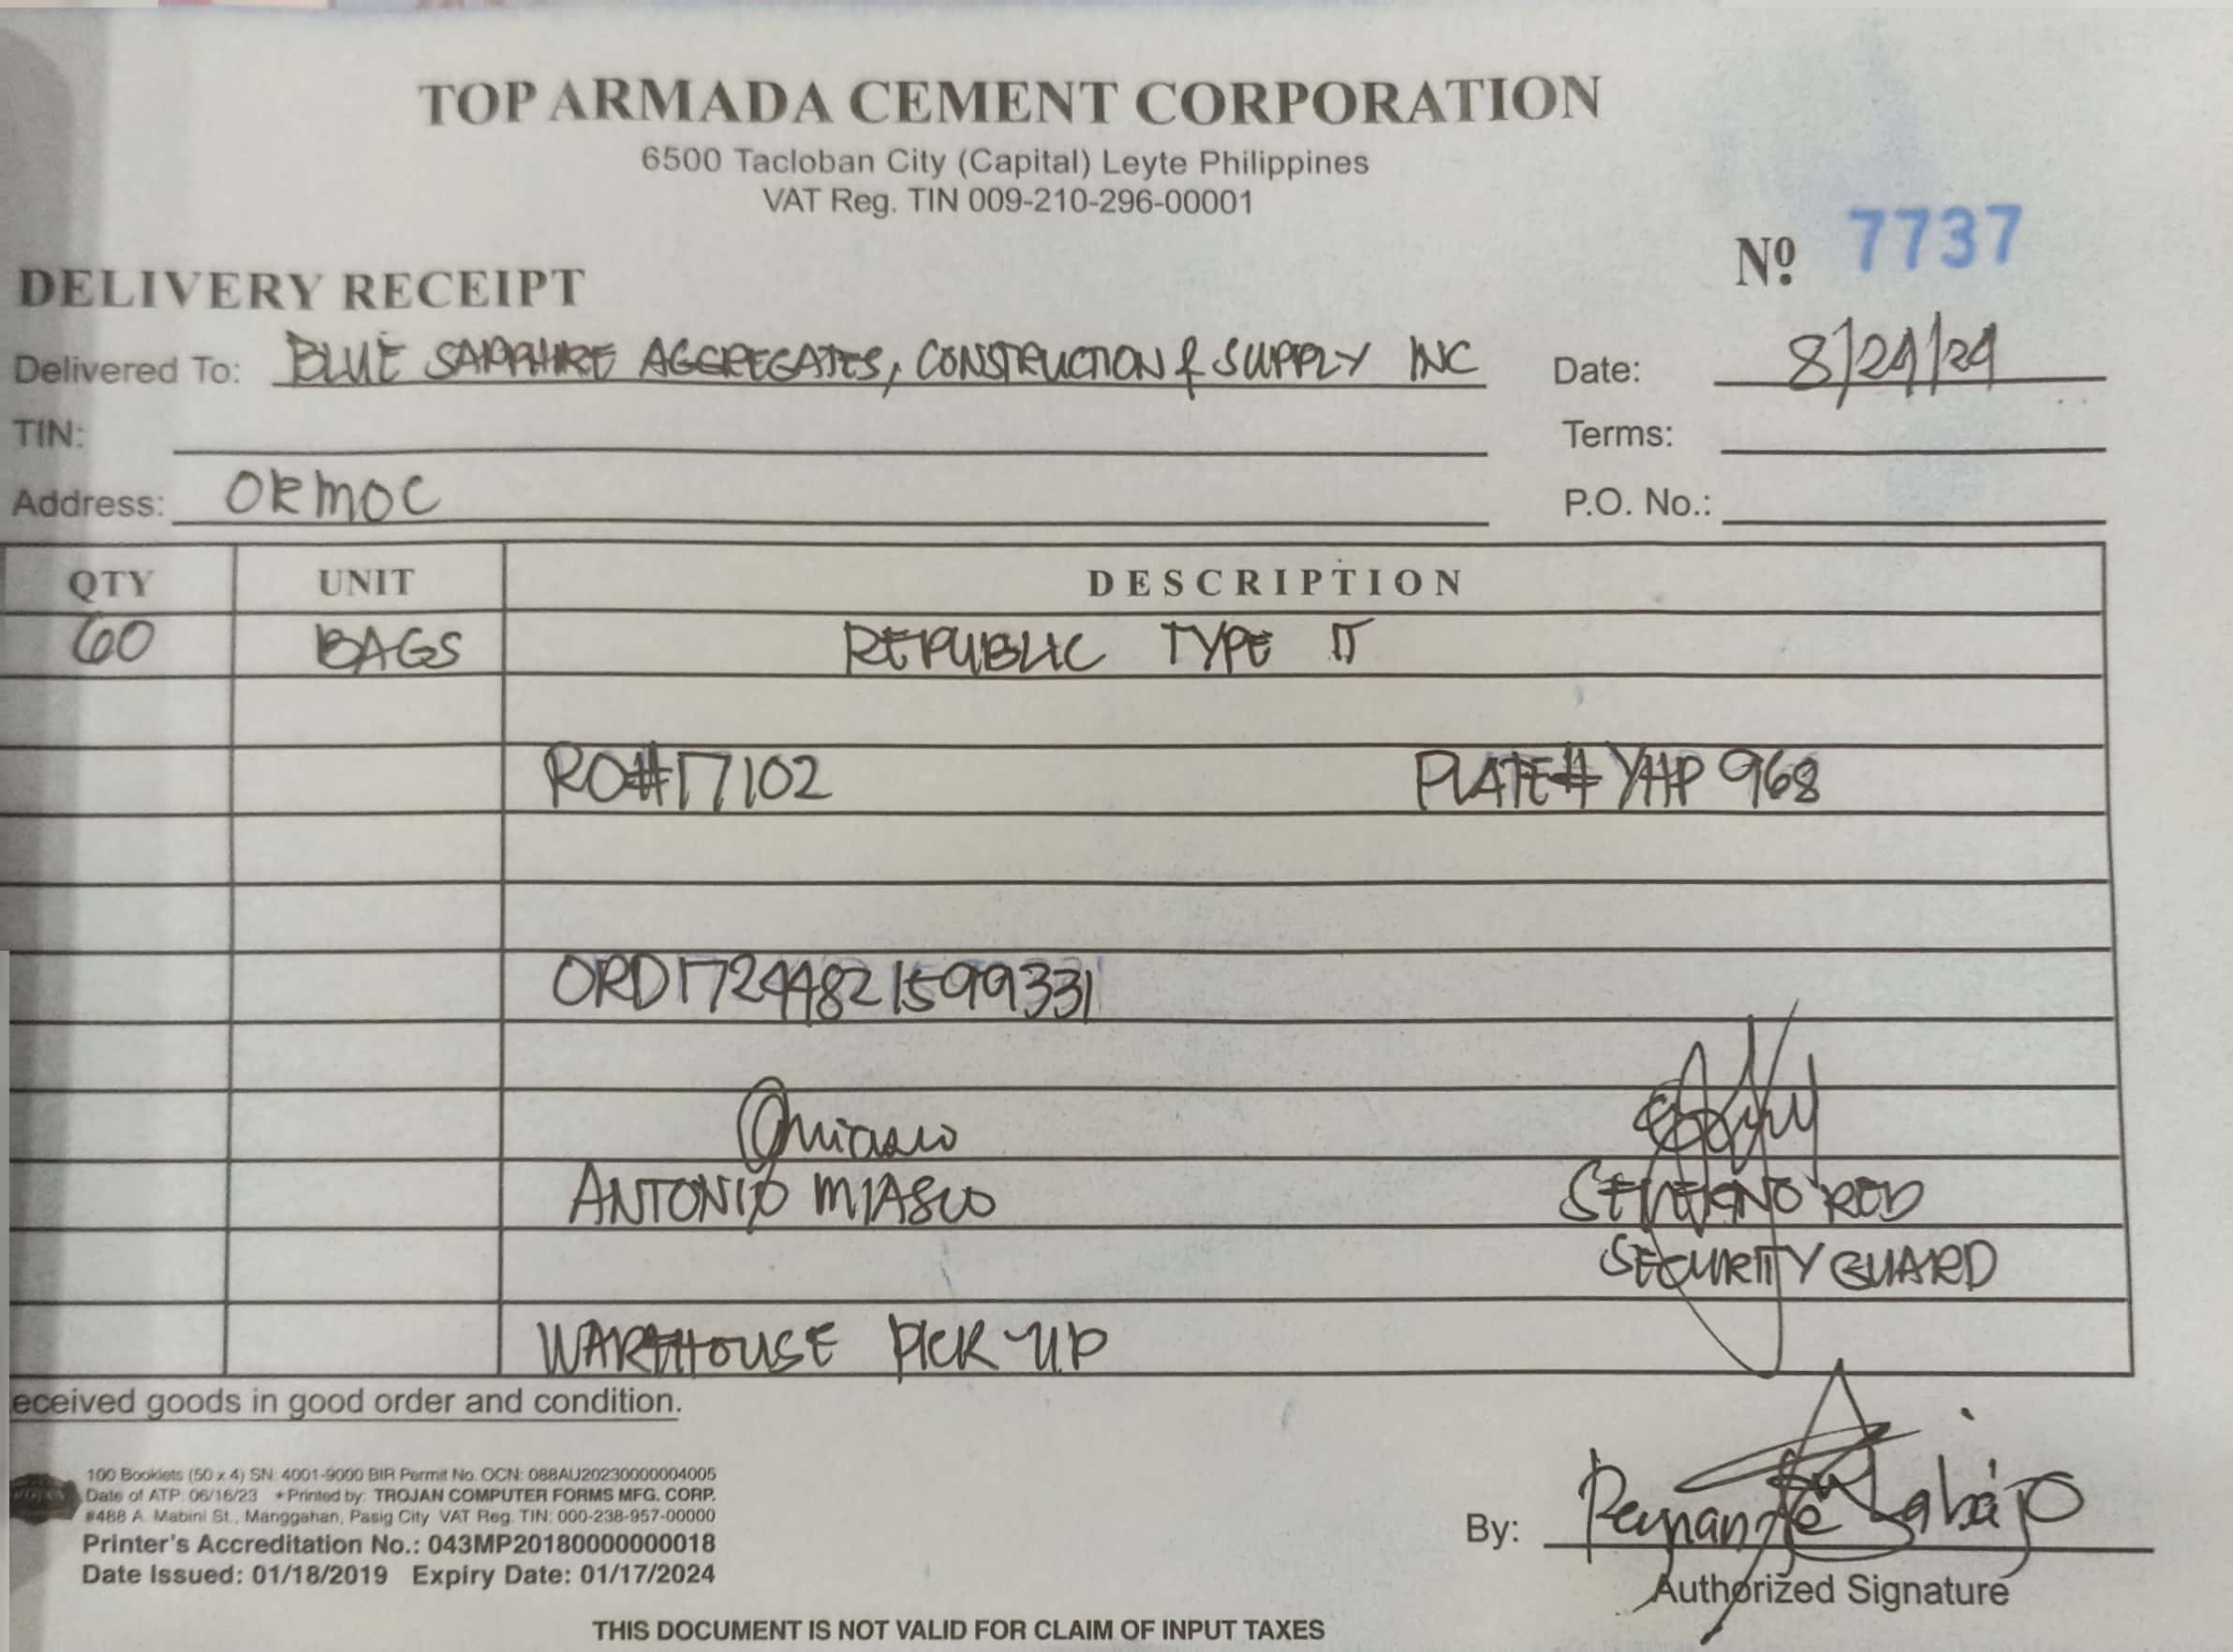 TOP ARMADA CEMENT CORPORATION
6500 Tacloban City (Capital) Leyte Philippines
VAT Reg. TIN 009-210-296-00001
Nº 7737
DELIVERY RECEIPT
Delivered To: BLUE SAPPHIRE AGGREGATES, CONSTRUCTION & SUPPLY INC Date: 8/24/24
TIN: Terms:
Address: ORMOC P.O. No.:
QTY UNIT DESCRIPTION
60 BAGS REPUBLIC TYPE II
RO#17102 PLATE# YHP 968
ORD17244821599331
ANTONIO MIASCO
SECURITY GUARD
WAREHOUSE PICK-UP
eceived goods in good order and condition.
100 Booklets (50 x 4) SN: 4001-9000 BIR Permit No. OCN: 088AU20230000004005
Date of ATP: 06/16/23 *Printed by: TROJAN COMPUTER FORMS MFG. CORP.
#488 A. Mabini St., Manggahan, Pasig City VAT Reg. TIN: 000-238-957-00000
Printer's Accreditation No.: 043MP20180000000018
Date Issued: 01/18/2019 Expiry Date: 01/17/2024
By:
Authorized Signature
THIS DOCUMENT IS NOT VALID FOR CLAIM OF INPUT TAXES